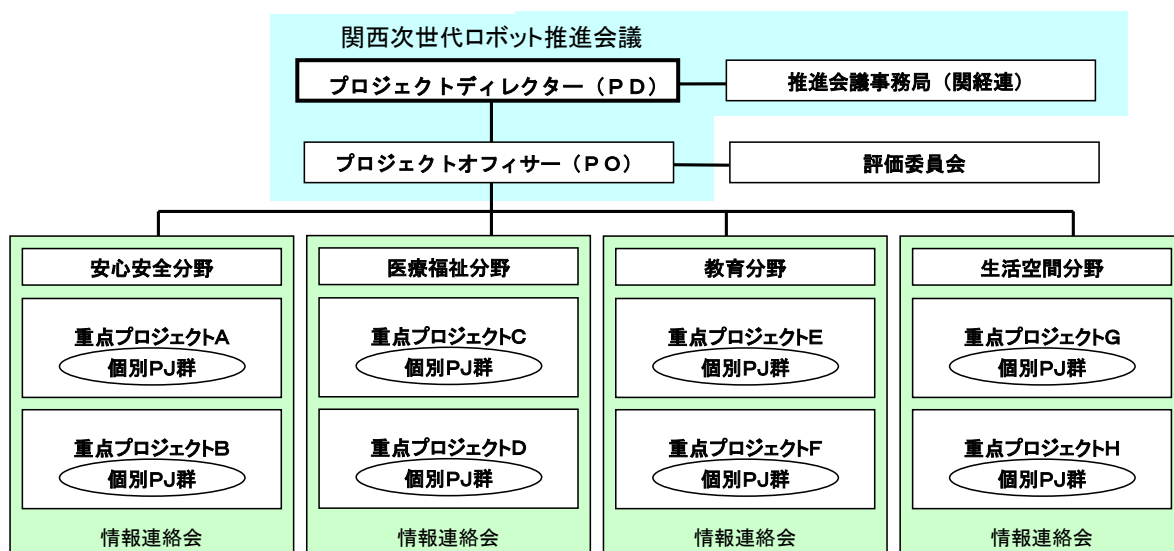 関西次世代ロボット推進会議
プロジェクトディレクター（ＰＤ）
推進会議事務局（関経連）
プロジェクトオフィサー（ＰＯ）
評価委員会
安心安全分野
重点プロジェクトA
個別PJ群
重点プロジェクトB
個別PJ群
情報連絡会
医療福祉分野
重点プロジェクトC
個別PJ群
重点プロジェクトD
個別PJ群
情報連絡会
教育分野
重点プロジェクトE
個別PJ群
重点プロジェクトF
個別PJ群
情報連絡会
生活空間分野
重点プロジェクトG
個別PJ群
重点プロジェクトH
個別PJ群
情報連絡会